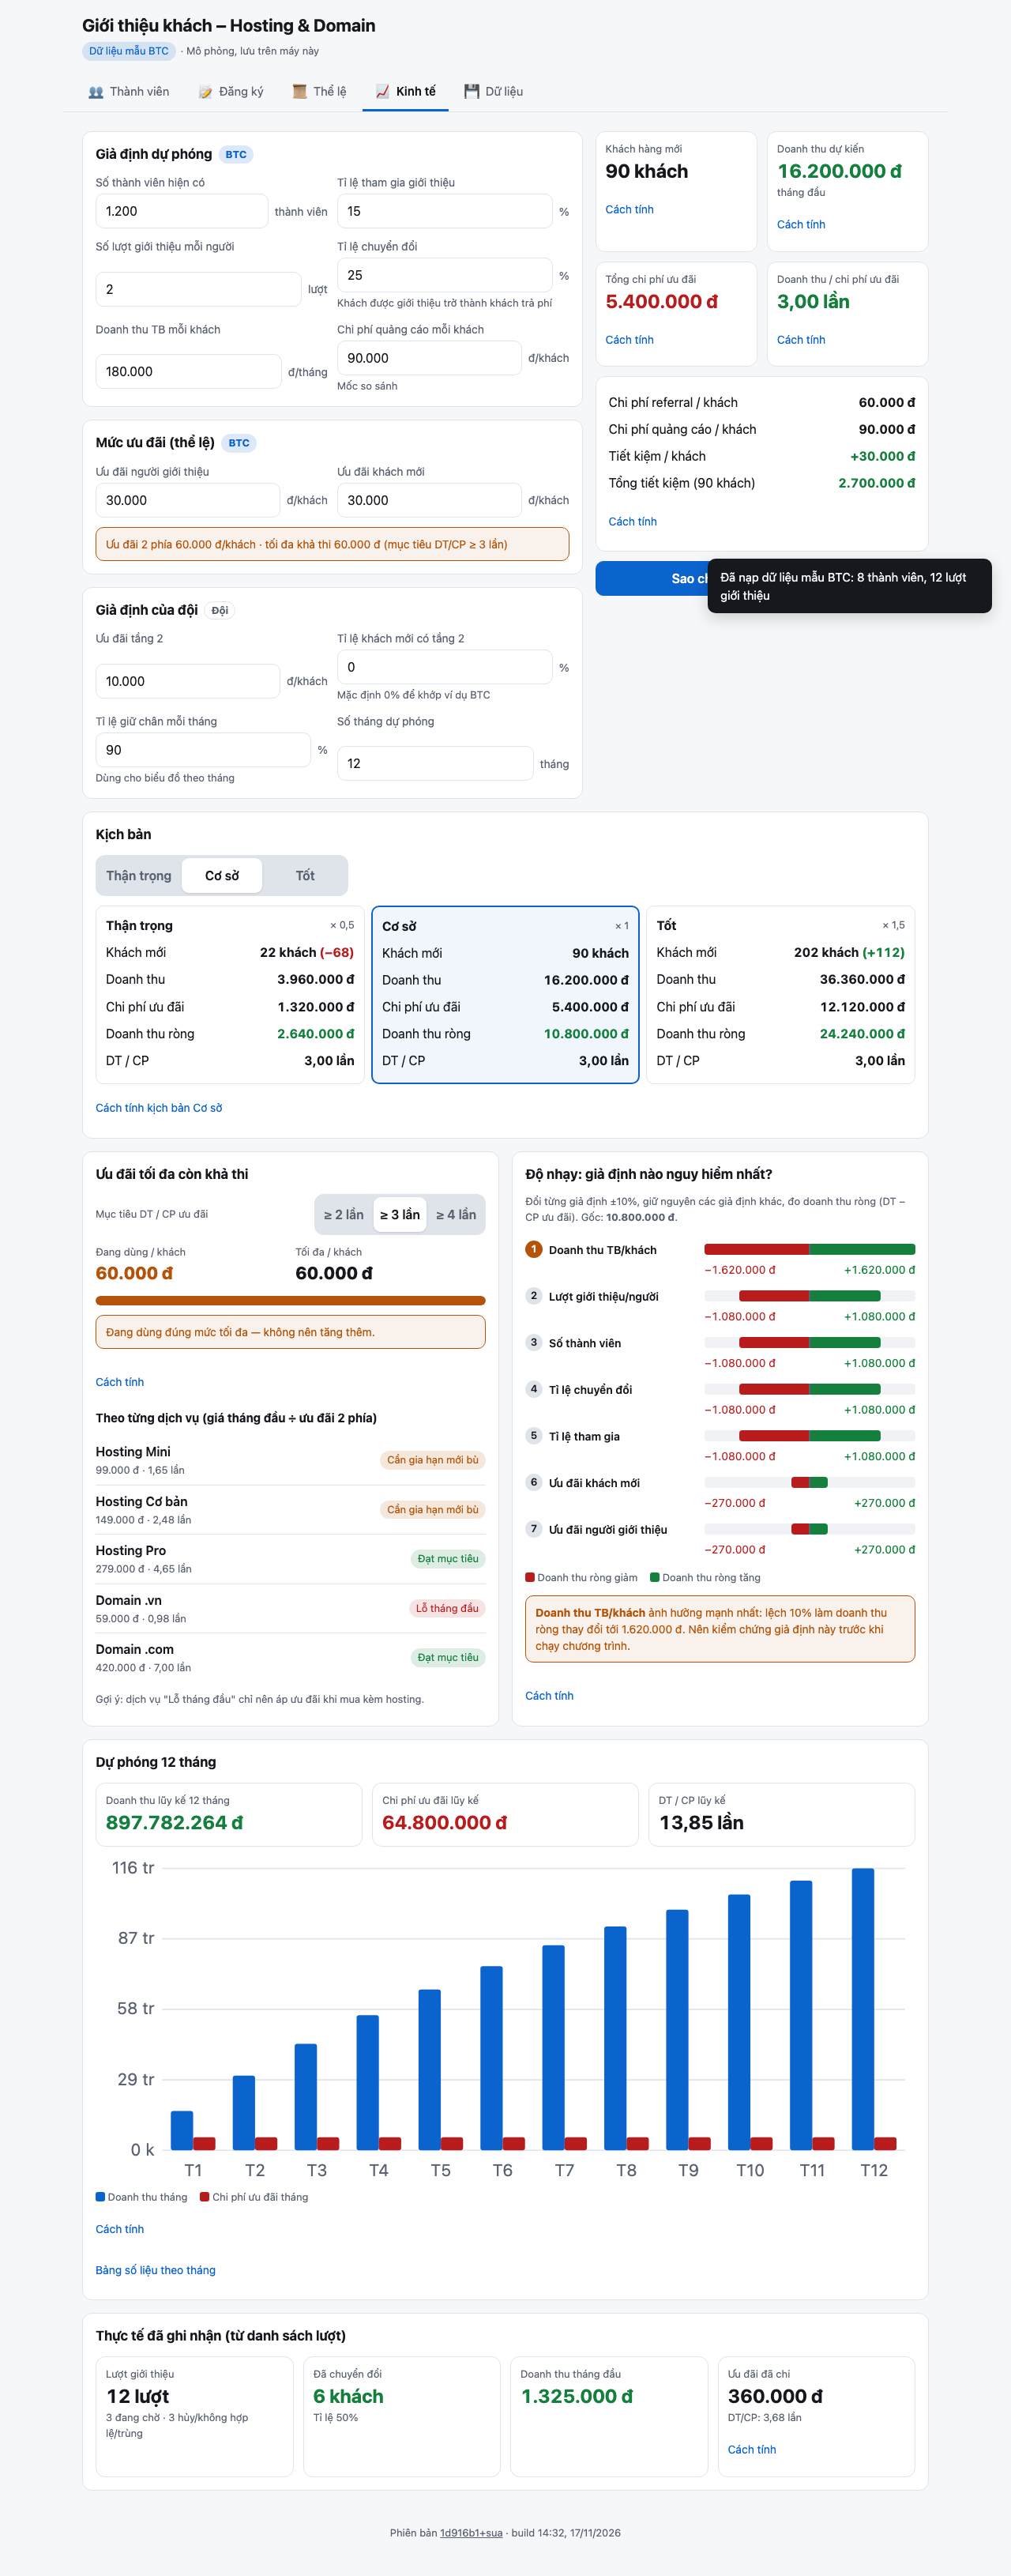 Giới thiệu khách – Hosting & Domain
Dữ liệu mẫu BTC · Mô phỏng, lưu trên máy này
Thành viên
Đăng ký
Thể lệ
Kinh tế
Dữ liệu
Giả định dự phóng BTC
Số thành viên hiện có
1.200 thành viên
Tỉ lệ tham gia giới thiệu
15 %
Số lượt giới thiệu mỗi người
2 lượt
Tỉ lệ chuyển đổi
25 %
Khách được giới thiệu trở thành khách trả phí
Doanh thu TB mỗi khách
180.000 đ/tháng
Chi phí quảng cáo mỗi khách
90.000 đ/khách
Mốc so sánh
Mức ưu đãi (thể lệ) BTC
Ưu đãi người giới thiệu
30.000 đ/khách
Ưu đãi khách mới
30.000 đ/khách
Ưu đãi 2 phía 60.000 đ/khách · tối đa khả thi 60.000 đ (mục tiêu DT/CP ≥ 3 lần)
Giả định của đội Đội
Ưu đãi tầng 2
10.000 đ/khách
Tỉ lệ khách mới có tầng 2
0 %
Mặc định 0% để khớp ví dụ BTC
Tỉ lệ giữ chân mỗi tháng
90 %
Dùng cho biểu đồ theo tháng
Số tháng dự phóng
12 tháng
Khách hàng mới
90 khách
Cách tính
Doanh thu dự kiến
16.200.000 đ
tháng đầu
Cách tính
Tổng chi phí ưu đãi
5.400.000 đ
Cách tính
Doanh thu / chi phí ưu đãi
3,00 lần
Cách tính
Chi phí referral / khách 60.000 đ
Chi phí quảng cáo / khách 90.000 đ
Tiết kiệm / khách +30.000 đ
Tổng tiết kiệm (90 khách) 2.700.000 đ
Cách tính
Đã nạp dữ liệu mẫu BTC: 8 thành viên, 12 lượt
giới thiệu
Kịch bản
Thận trọng Cơ sở Tốt
Thận trọng × 0,5
Khách mới 22 khách (−68)
Doanh thu 3.960.000 đ
Chi phí ưu đãi 1.320.000 đ
Doanh thu ròng 2.640.000 đ
DT / CP 3,00 lần
Cơ sở × 1
Khách mới 90 khách
Doanh thu 16.200.000 đ
Chi phí ưu đãi 5.400.000 đ
Doanh thu ròng 10.800.000 đ
DT / CP 3,00 lần
Tốt × 1,5
Khách mới 202 khách (+112)
Doanh thu 36.360.000 đ
Chi phí ưu đãi 12.120.000 đ
Doanh thu ròng 24.240.000 đ
DT / CP 3,00 lần
Cách tính kịch bản Cơ sở
Ưu đãi tối đa còn khả thi
Mục tiêu DT / CP ưu đãi ≥ 2 lần ≥ 3 lần ≥ 4 lần
Đang dùng / khách
60.000 đ
Tối đa / khách
60.000 đ
Đang dùng đúng mức tối đa — không nên tăng thêm.
Cách tính
Theo từng dịch vụ (giá tháng đầu ÷ ưu đãi 2 phía)
Hosting Mini
99.000 đ · 1,65 lần
Cần gia hạn mới bù
Hosting Cơ bản
149.000 đ · 2,48 lần
Cần gia hạn mới bù
Hosting Pro
279.000 đ · 4,65 lần
Đạt mục tiêu
Domain .vn
59.000 đ · 0,98 lần
Lỗ tháng đầu
Domain .com
420.000 đ · 7,00 lần
Đạt mục tiêu
Gợi ý: dịch vụ "Lỗ tháng đầu" chỉ nên áp ưu đãi khi mua kèm hosting.
Độ nhạy: giả định nào nguy hiểm nhất?
Đổi từng giả định ±10%, giữ nguyên các giả định khác, đo doanh thu ròng (DT −
CP ưu đãi). Gốc: 10.800.000 đ.
1 Doanh thu TB/khách
−1.620.000 đ +1.620.000 đ
2 Lượt giới thiệu/người
−1.080.000 đ +1.080.000 đ
3 Số thành viên
−1.080.000 đ +1.080.000 đ
4 Tỉ lệ chuyển đổi
−1.080.000 đ +1.080.000 đ
5 Tỉ lệ tham gia
−1.080.000 đ +1.080.000 đ
6 Ưu đãi khách mới
−270.000 đ +270.000 đ
7 Ưu đãi người giới thiệu
−270.000 đ +270.000 đ
Doanh thu ròng giảm Doanh thu ròng tăng
Doanh thu TB/khách ảnh hưởng mạnh nhất: lệch 10% làm doanh thu
ròng thay đổi tới 1.620.000 đ. Nên kiểm chứng giả định này trước khi
chạy chương trình.
Cách tính
Dự phóng 12 tháng
Doanh thu lũy kế 12 tháng
897.782.264 đ
Chi phí ưu đãi lũy kế
64.800.000 đ
DT / CP lũy kế
13,85 lần
116 tr
87 tr
58 tr
29 tr
0 k
T1 T2 T3 T4 T5 T6 T7 T8 T9 T10 T11 T12
Doanh thu tháng Chi phí ưu đãi tháng
Cách tính
Bảng số liệu theo tháng
Thực tế đã ghi nhận (từ danh sách lượt)
Lượt giới thiệu
12 lượt
3 đang chờ · 3 hủy/không hợp
lệ/trùng
Đã chuyển đổi
6 khách
Tỉ lệ 50%
Doanh thu tháng đầu
1.325.000 đ
Ưu đãi đã chi
360.000 đ
DT/CP: 3,68 lần
Cách tính
Phiên bản 1d916b1+sua · build 14:32, 17/11/2026